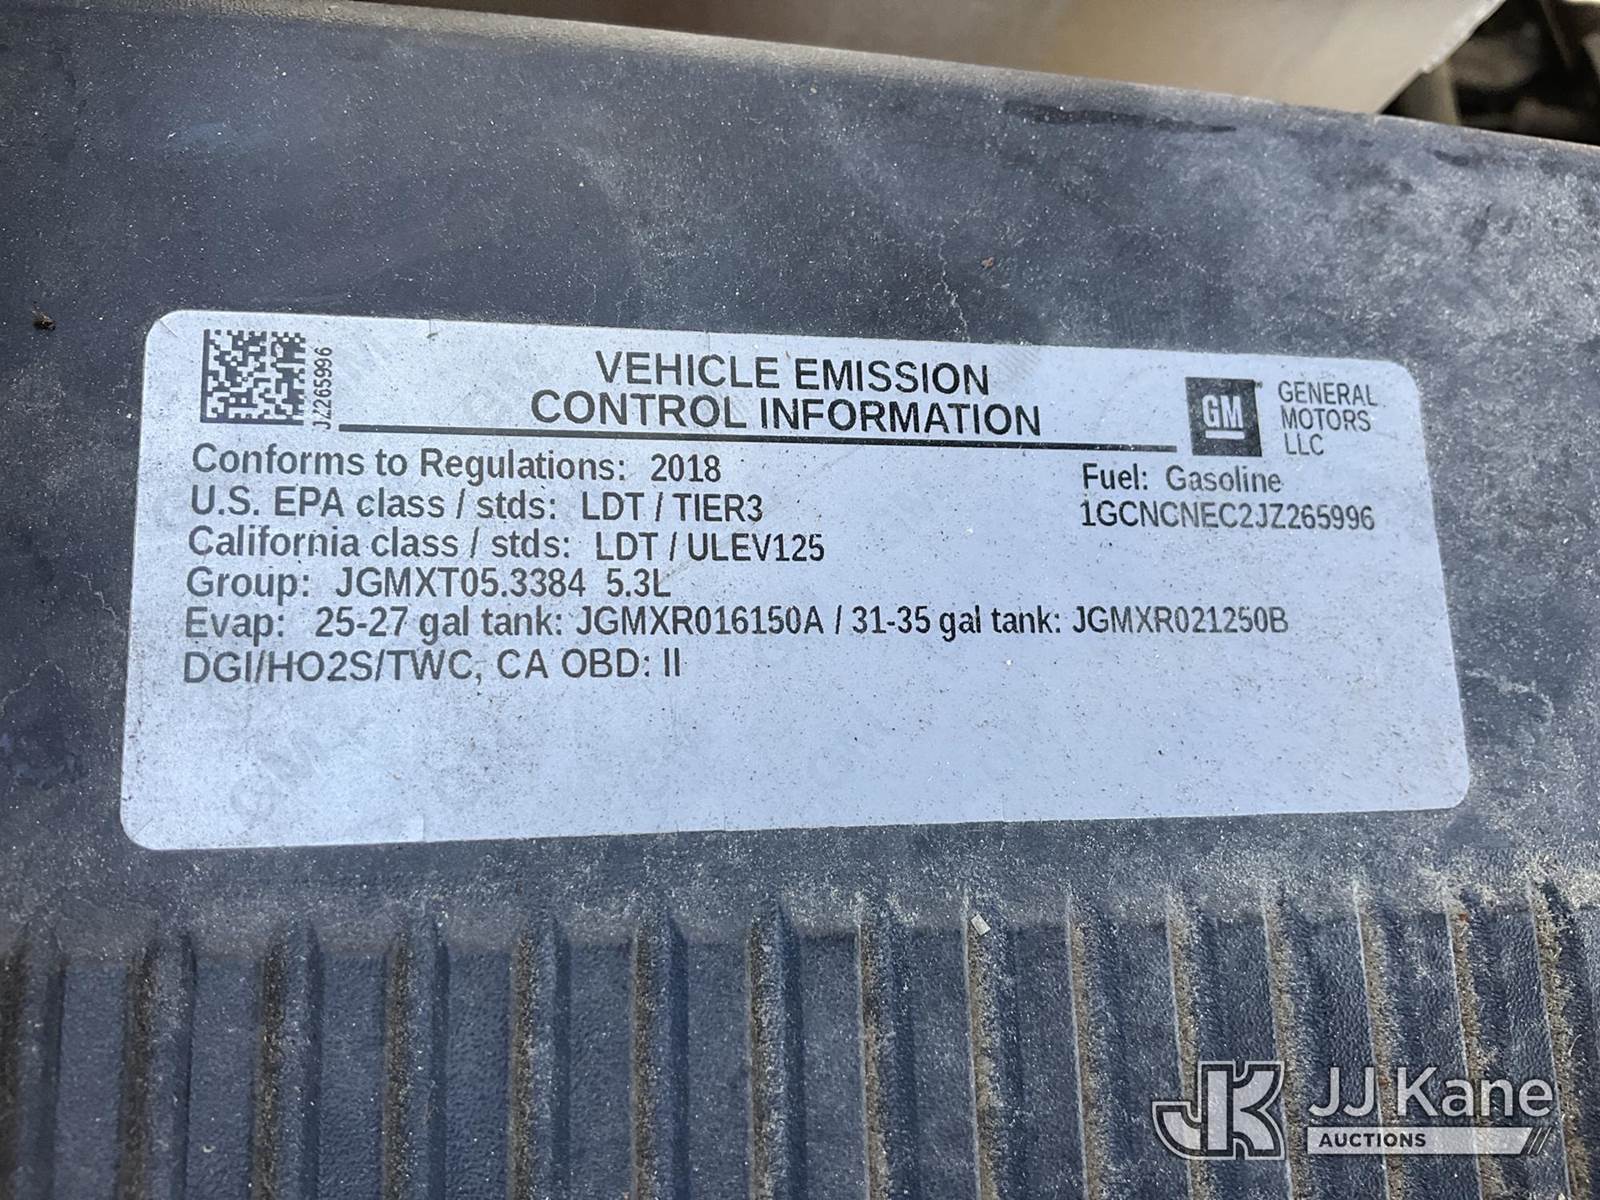 JZ265996
VEHICLE EMISSION
CONTROL INFORMATION
GM
GENERAL
MOTORS
LLC
Conforms to Regulations: 2018
Fuel: Gasoline
U.S. EPA class / stds: LDT / TIER3
1GCNCNEC2JZ265996
California class / stds: LDT / ULEV125
Group: JGMXT05.3384 5.3L
Evap: 25-27 gal tank: JGMXR016150A / 31-35 gal tank: JGMXR021250B
DGI/HO2S/TWC, CA OBD: II
JK
JJ Kane
AUCTIONS